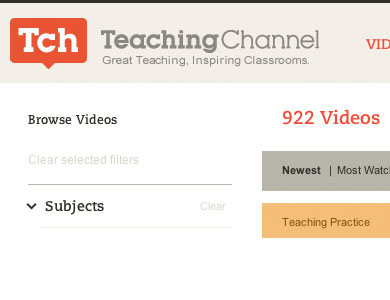 Tch
TeachingChannel
Great Teaching, Inspiring Classrooms.
VID
Browse Videos
922 Videos
Clear selected filters
Newest | Most Watc
Subjects
Clear
Teaching Practice